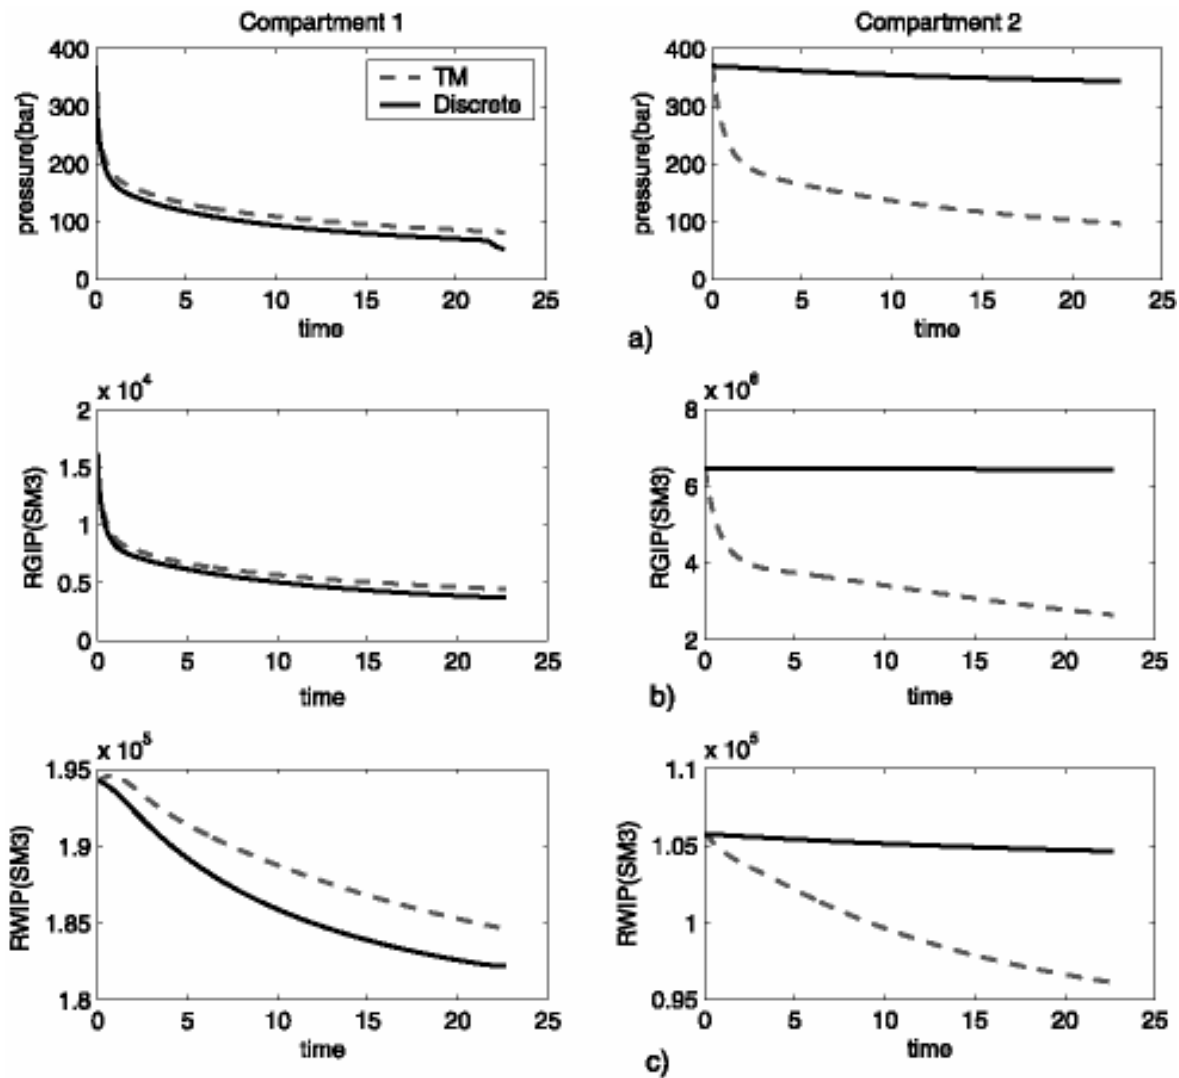 Compartment 1
Compartment 2
400
300
200
100
0
pressure(bar)
TM
Discrete
0 5 10 15 20 25
time
400
300
200
100
0
pressure(bar)
0 5 10 15 20 25
time
a)
x 10^4
2
1.5
1
0.5
0
RGIP(SM3)
0 5 10 15 20 25
time
x 10^6
8
6
4
2
RGIP(SM3)
0 5 10 15 20 25
time
b)
x 10^5
1.95
1.9
1.85
1.8
RWIP(SM3)
0 5 10 15 20 25
time
x 10^5
1.1
1.05
1
0.95
RWIP(SM3)
0 5 10 15 20 25
time
c)